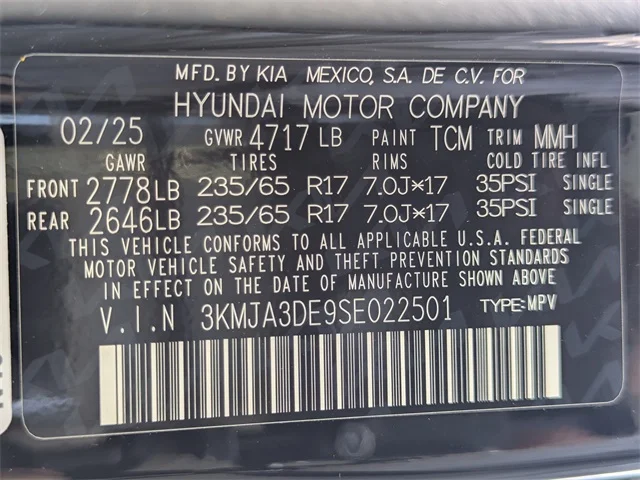 MFD. BY KIA MEXICO, S.A. DE C.V. FOR
HYUNDAI MOTOR COMPANY
02/25 GVWR 4717 LB PAINT TCM TRIM MMH
GAWR TIRES RIMS COLD TIRE INFL
FRONT 2778LB 235/65 R17 7.0J×17 35PSI SINGLE
REAR 2646LB 235/65 R17 7.0J×17 35PSI SINGLE
THIS VEHICLE CONFORMS TO ALL APPLICABLE U.S.A. FEDERAL
MOTOR VEHICLE SAFETY AND THEFT PREVENTION STANDARDS
IN EFFECT ON THE DATE OF MANUFACTURE SHOWN ABOVE
V.I.N 3KMJA3DE9SE022501 TYPE:MPV